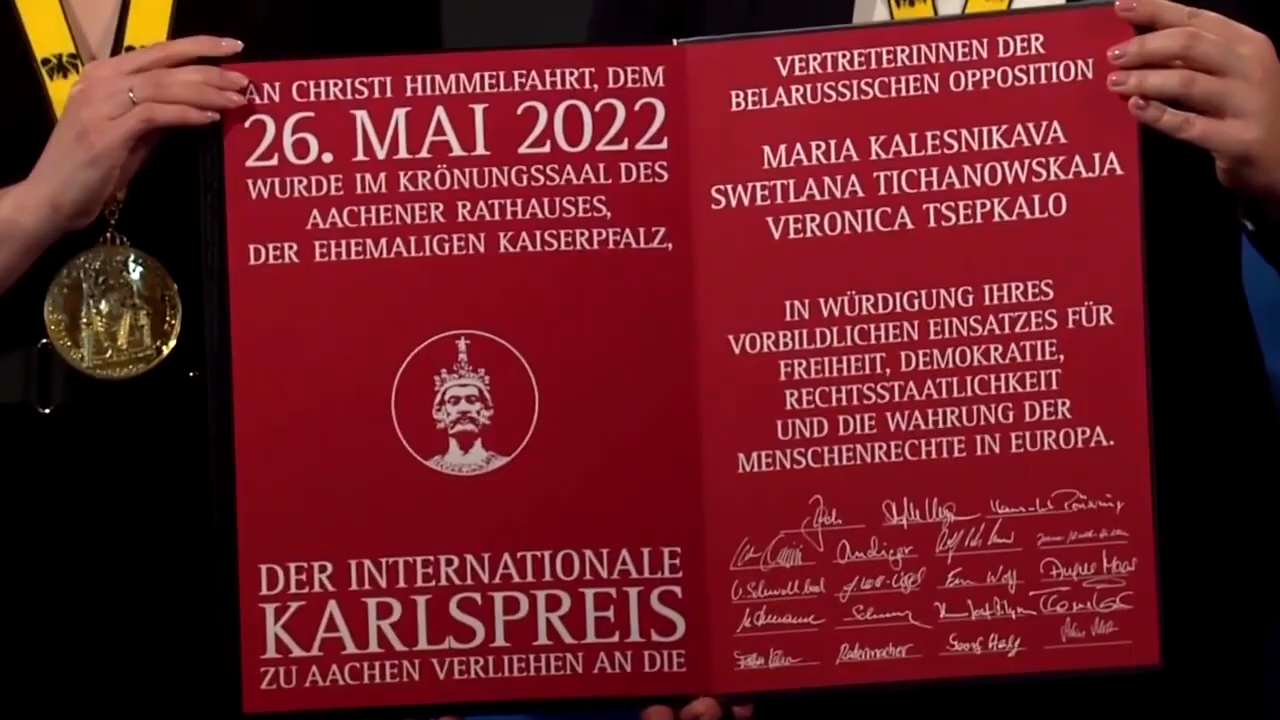 AN CHRISTI HIMMELFAHRT, DEM
26. MAI 2022
WURDE IM KRÖNUNGSSAAL DES
AACHENER RATHAUSES,
DER EHEMALIGEN KAISERPFALZ,
DER INTERNATIONALE
KARLSPREIS
ZU AACHEN VERLIEHEN AN DIE
VERTRETERINNEN DER
BELARUSSISCHEN OPPOSITION
MARIA KALESNIKAVA
SWETLANA TICHANOWSKAJA
VERONICA TSEPKALO
IN WÜRDIGUNG IHRES
VORBILDLICHEN EINSATZES FÜR
FREIHEIT, DEMOKRATIE,
RECHTSSTAATLICHKEIT
UND DIE WAHRUNG DER
MENSCHENRECHTE IN EUROPA.
Radermacher